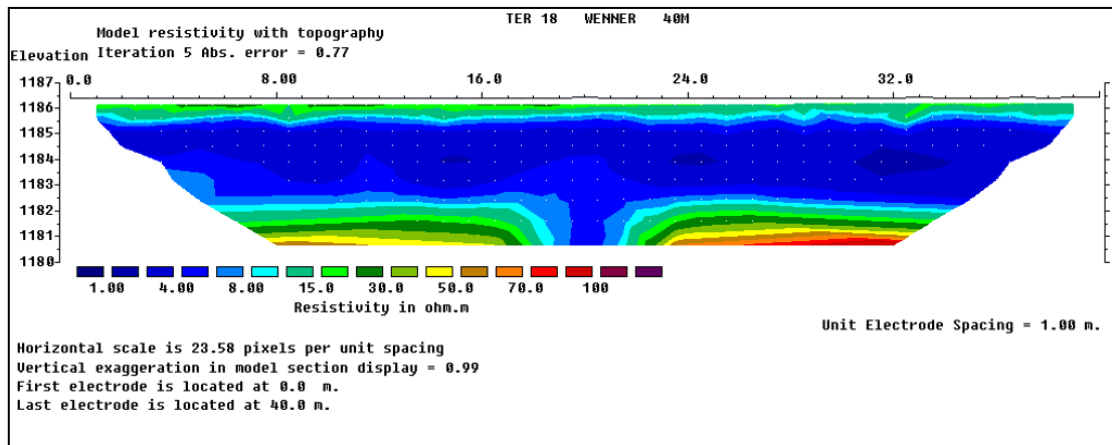 TER 18 WENNER 40M
Model resistivity with topography
Iteration 5 Abs. error = 0.77
Elevation
0.0 8.00 16.0 24.0 32.0
1187
1186
1185
1184
1183
1182
1181
1180
1.00 4.00 8.00 15.0 30.0 50.0 70.0 100
Resistivity in ohm.m
Unit Electrode Spacing = 1.00 m.
Horizontal scale is 23.58 pixels per unit spacing
Vertical exaggeration in model section display = 0.99
First electrode is located at 0.0 m.
Last electrode is located at 40.0 m.